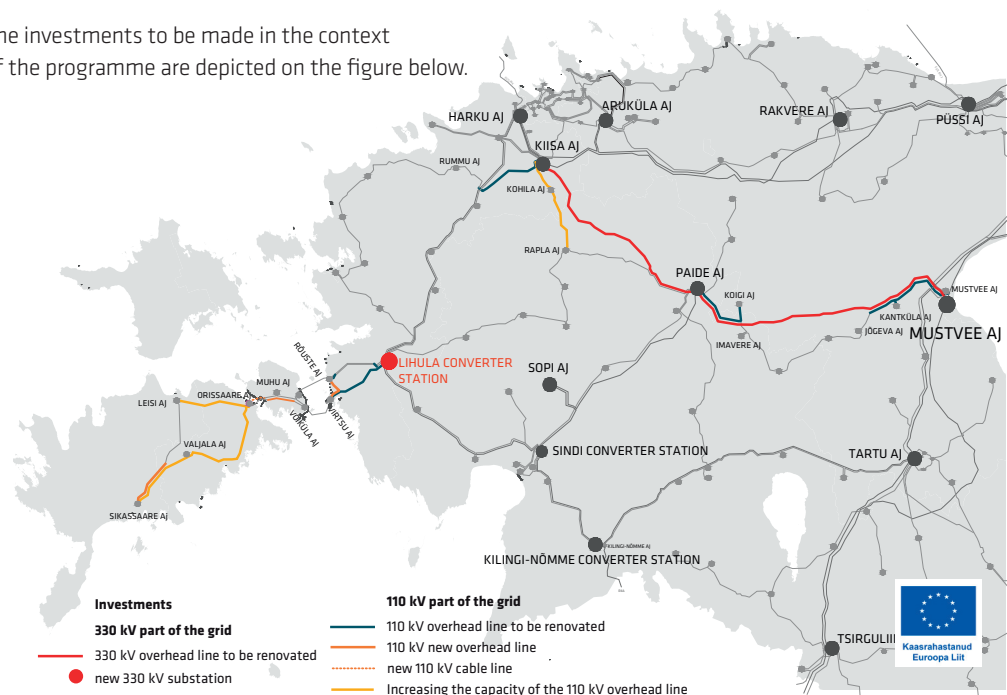 ne investments to be made in the context
f the programme are depicted on the figure below.
HARKU AJ
ARUKÜLA AJ
RAKVERE AJ
PÜSSI AJ
KIISA AJ
RUMMU AJ
KOHILA AJ
RAPLA AJ
PAIDE AJ
KOIGI AJ
MUSTVEE AJ
KANTKÜLA AJ
MUSTVEE AJ
JÕGEVA AJ
IMAVERE AJ
RÕUSTE AJ
LIHULA CONVERTER
STATION
SOPI AJ
MUHU AJ
ORISSAARE AJ
LEISI AJ
VÕIKÜLA AJ
VIRTSU AJ
VALJALA AJ
SINDI CONVERTER STATION
TARTU AJ
SIKASSAARE AJ
KILINGI-NÕMME AJ
KILINGI-NÕMME CONVERTER STATION
TSIRGULII
Investments
330 kV part of the grid
330 kV overhead line to be renovated
new 330 kV substation
110 kV part of the grid
110 kV overhead line to be renovated
110 kV new overhead line
new 110 kV cable line
Increasing the capacity of the 110 kV overhead line
Kaasrahastanud
Euroopa Liit